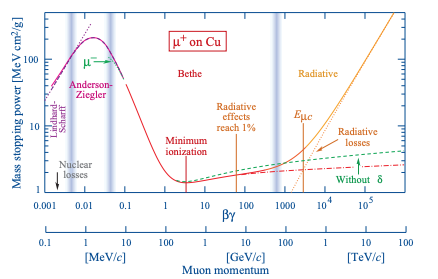 Mass stopping power [MeV cm²/g]
100
10
1
μ⁺ on Cu
μ⁻
Bethe
Radiative
Anderson-
Ziegler
Lindhard-
Scharff
Radiative
effects
reach 1%
Eμc
Radiative
losses
Minimum
ionization
Nuclear
losses
Without δ
0.001
0.01
0.1
1
10
100
1000
10⁴
10⁵
βγ
0.1
1
10
100
1
10
100
1
10
100
[MeV/c]
[GeV/c]
[TeV/c]
Muon momentum